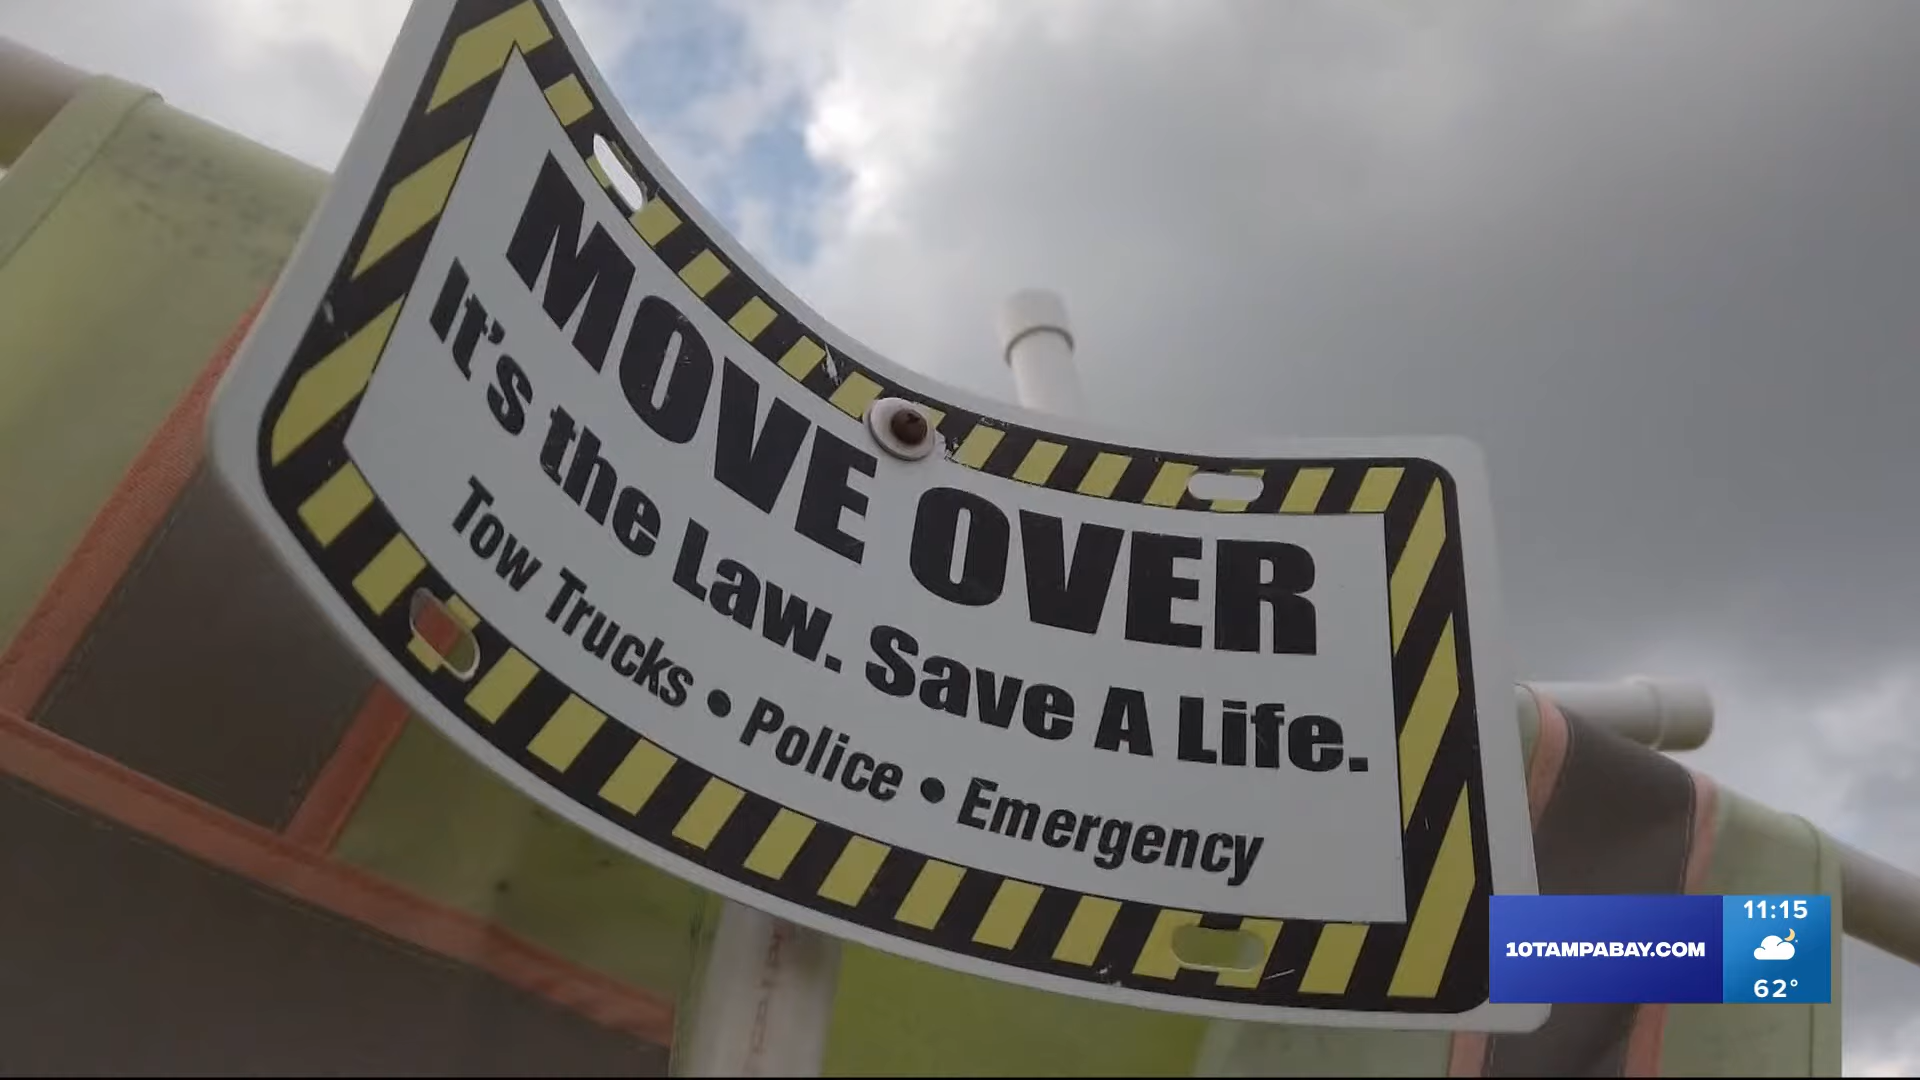 MOVE OVER
It's the Law. Save A Life.
Tow Trucks • Police • Emergency
10TAMPABAY.COM
11:15
62°